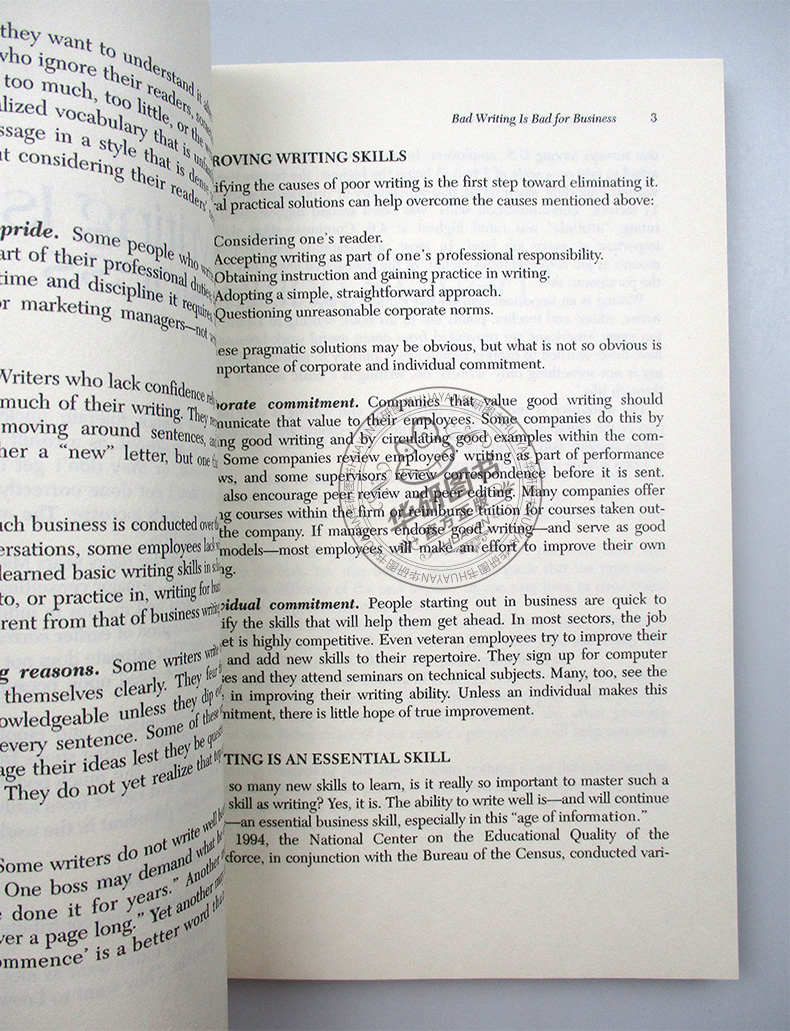 they want to understand it
who ignore their readers,
too much, too little, or the
vocabulary that is
in a style that is
considering their readers'
pride. Some people who
of their professional
time and discipline it requires
marketing managers—not
Writers who lack confidence
much of their writing. They
moving around sentences,
a “new” letter, but one
business is conducted over
some employees lack
learned basic writing skills in
to, or practice in, writing for
from that of business writing
reasons. Some writers write
themselves clearly. They fear
unless they dip
every sentence. Some of these
their ideas lest they be
They do not yet realize that
Some writers do not write well
One boss may demand what he
done it for years.” Another
a page long.” Yet another
is a better word than
Bad Writing Is Bad for Business 3
ROVING WRITING SKILLS
ifying the causes of poor writing is the first step toward eliminating it.
al practical solutions can help overcome the causes mentioned above:
Considering one’s reader.
Accepting writing as part of one’s professional responsibility.
Obtaining instruction and gaining practice in writing.
Adopting a simple, straightforward approach.
Questioning unreasonable corporate norms.
ese pragmatic solutions may be obvious, but what is not so obvious is
nportance of corporate and individual commitment.
orate commitment. Companies that value good writing should
municate that value to their employees. Some companies do this by
ing good writing and by circulating good examples within the com-
Some companies review employees’ writing as part of performance
ws, and some supervisors review correspondence before it is sent.
also encourage peer review and peer editing. Many companies offer
ng courses within the firm or reimburse tuition for courses taken out-
the company. If managers endorse good writing—and serve as good
models—most employees will make an effort to improve their own
ng.
vidual commitment. People starting out in business are quick to
ify the skills that will help them get ahead. In most sectors, the job
et is highly competitive. Even veteran employees try to improve their
and add new skills to their repertoire. They sign up for computer
es and they attend seminars on technical subjects. Many, too, see the
in improving their writing ability. Unless an individual makes this
mitment, there is little hope of true improvement.
TING IS AN ESSENTIAL SKILL
so many new skills to learn, is it really so important to master such a
skill as writing? Yes, it is. The ability to write well is—and will continue
—an essential business skill, especially in this “age of information.”
1994, the National Center on the Educational Quality of the
force, in conjunction with the Bureau of the Census, conducted vari-
华研图书